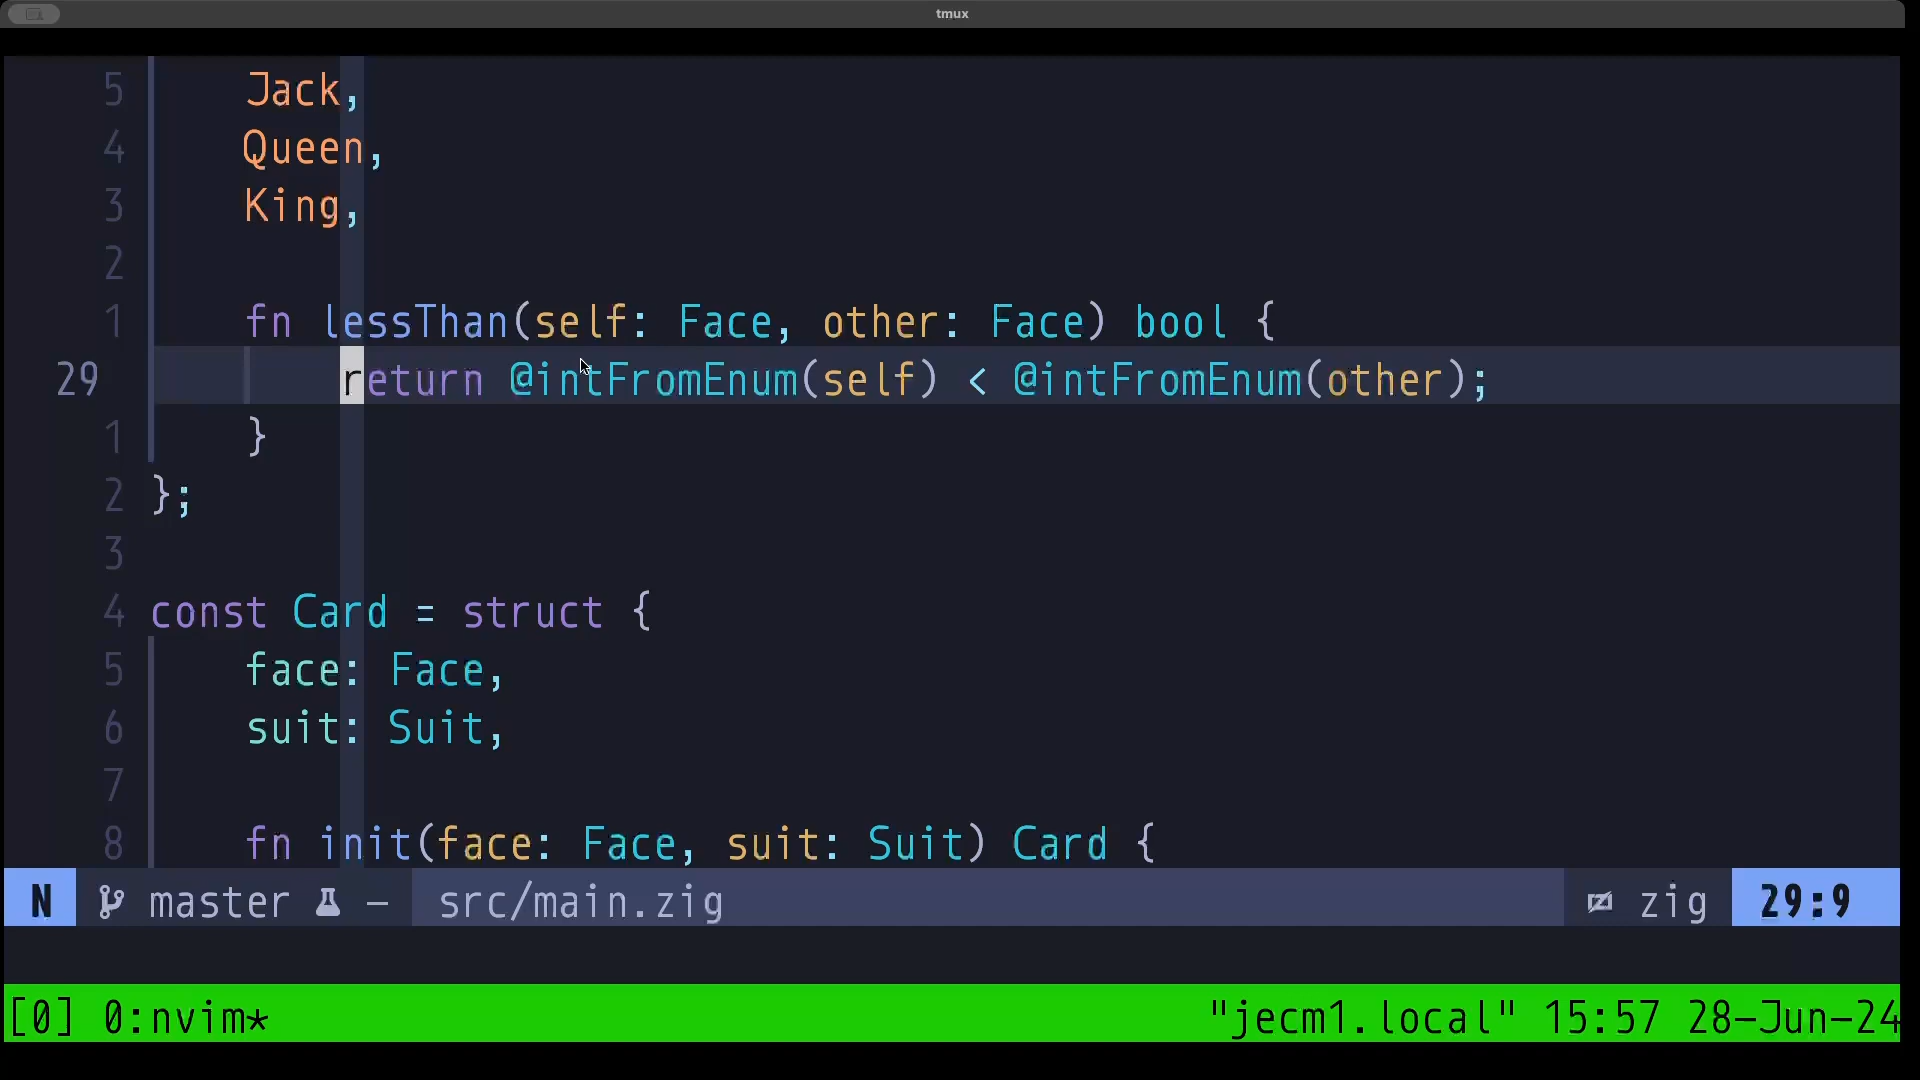 tmux
5 Jack,
4 Queen,
3 King,
2
1 fn lessThan(self: Face, other: Face) bool {
29 return @intFromEnum(self) < @intFromEnum(other);
1 }
2 };
3
4 const Card = struct {
5 face: Face,
6 suit: Suit,
7
8 fn init(face: Face, suit: Suit) Card {
N master − src/main.zig zig 29:9
[0] 0:nvim* "jecm1.local" 15:57 28-Jun-24